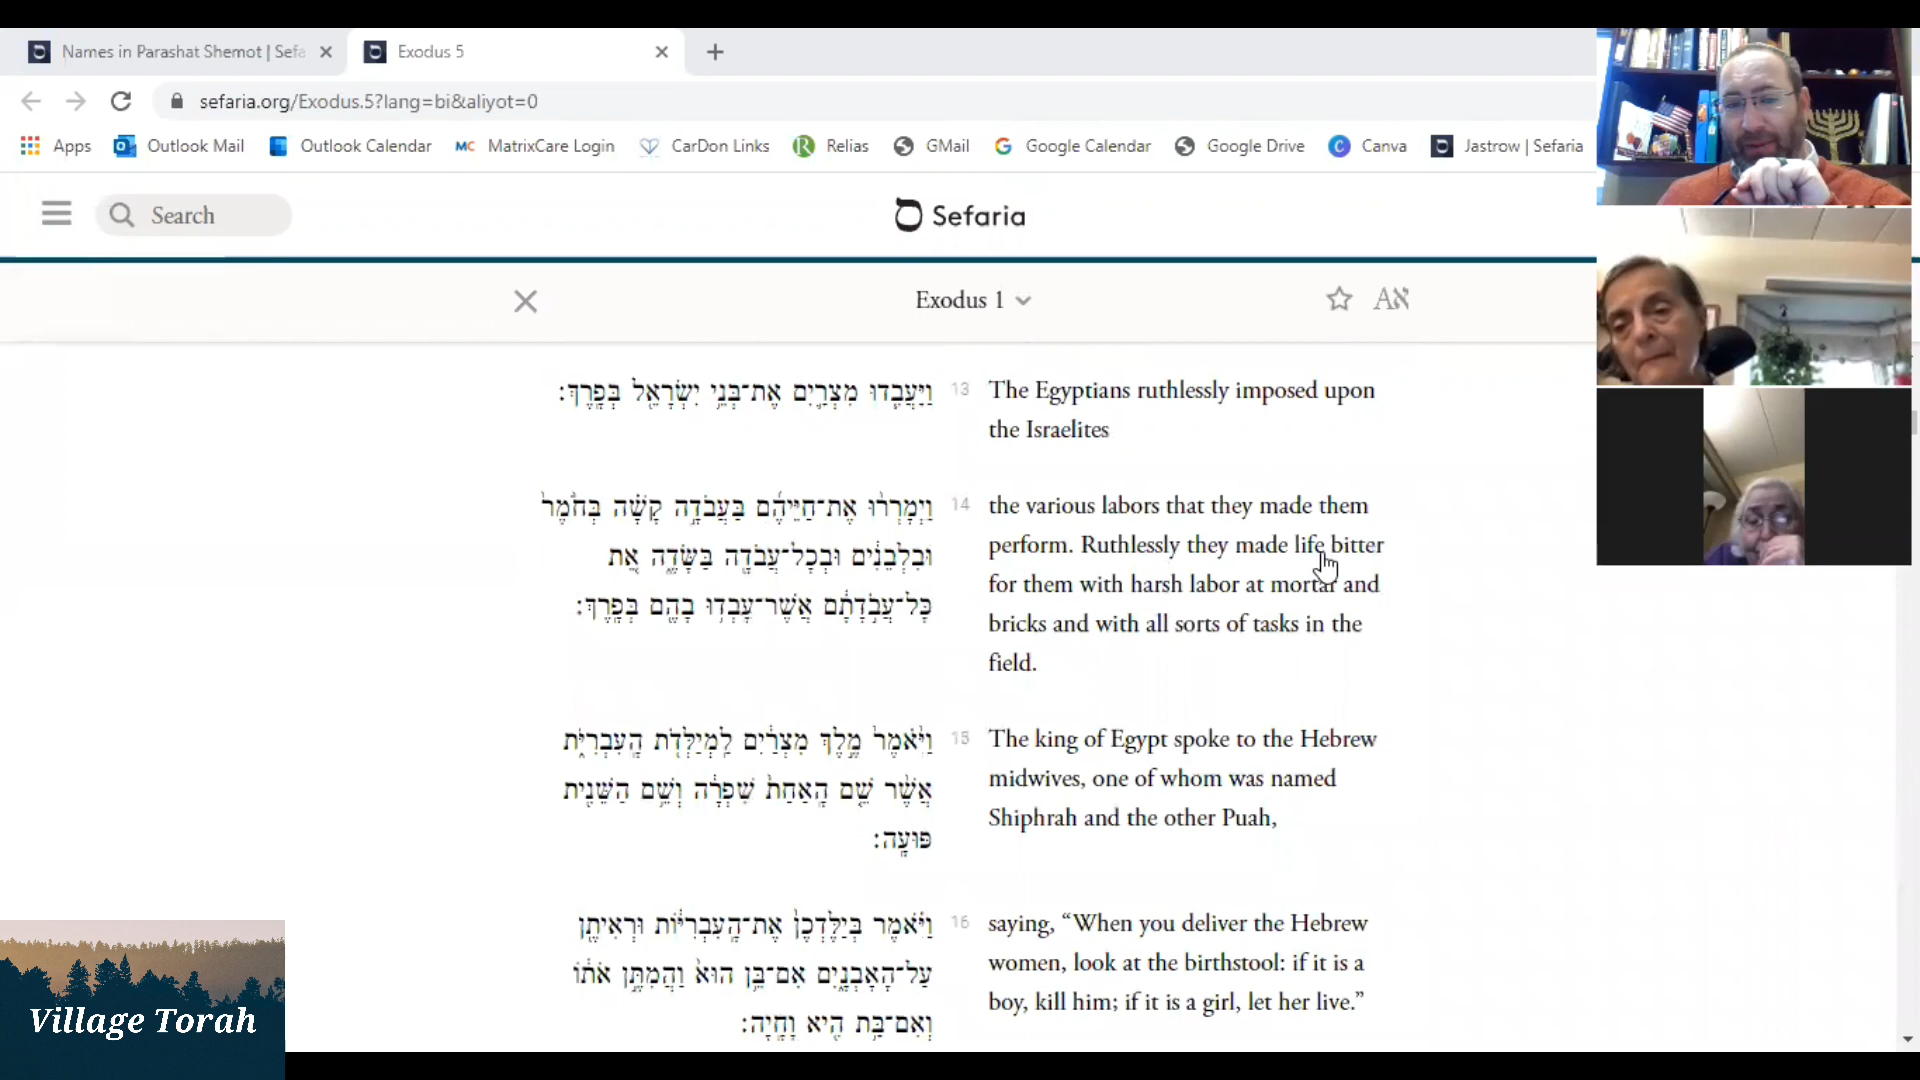 Names in Parashat Shemot | Sefa
Exodus 5
sefaria.org/Exodus.5?lang=bi&aliyot=0
Apps
Outlook Mail
Outlook Calendar
MC MatrixCare Login
CarDon Links
R Relias
GMail
G Google Calendar
Google Drive
C Canva
Jastrow | Sefaria
Search
Sefaria
Exodus 1
Aא
וַיַּעֲבִ֧דוּ מִצְרַ֛יִם אֶת־בְּנֵ֥י יִשְׂרָאֵ֖ל בְּפָֽרֶךְ׃
13 The Egyptians ruthlessly imposed upon
the Israelites
וַיְמָרְר֨וּ אֶת־חַיֵּיהֶ֜ם בַּעֲבֹדָ֣ה קָשָׁ֗ה בְּחֹ֙מֶר֙
וּבִלְבֵנִ֔ים וּבְכׇל־עֲבֹדָ֖ה בַּשָּׂדֶ֑ה אֵ֚ת
כׇּל־עֲבֹ֣דָתָ֔ם אֲשֶׁר־עָבְד֥וּ בָהֶ֖ם בְּפָֽרֶךְ׃
14 the various labors that they made them
perform. Ruthlessly they made life bitter
for them with harsh labor at mortar and
bricks and with all sorts of tasks in the
field.
וַיֹּ֙אמֶר֙ מֶ֣לֶךְ מִצְרַ֔יִם לַֽמְיַלְּדֹ֖ת הָֽעִבְרִיֹּ֑ת
אֲשֶׁ֨ר שֵׁ֤ם הָֽאַחַת֙ שִׁפְרָ֔ה וְשֵׁ֥ם הַשֵּׁנִ֖ית
פּוּעָֽה׃
15 The king of Egypt spoke to the Hebrew
midwives, one of whom was named
Shiphrah and the other Puah,
וַיֹּ֗אמֶר בְּיַלֶּדְכֶן֙ אֶת־הָֽעִבְרִיּ֔וֹת וּרְאִיתֶ֖ן
עַל־הָאׇבְנָ֑יִם אִם־בֵּ֥ן הוּא֙ וַהֲמִתֶּ֣ן אֹת֔וֹ
וְאִם־בַּ֥ת הִ֖יא וָחָֽיָה׃
16 saying, “When you deliver the Hebrew
women, look at the birthstool: if it is a
boy, kill him; if it is a girl, let her live.”
Village Torah